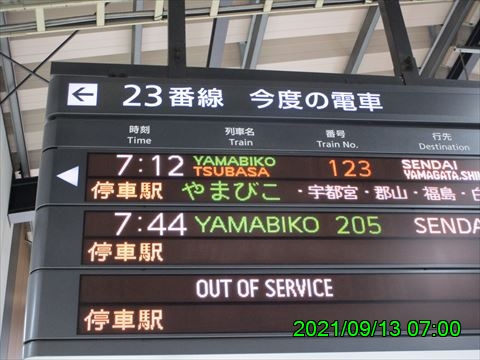 ← 23番線 今度の電車
時刻 列車名 番号 行先
Time Train Name Train No. Destination
7:12 YAMABIKO TSUBASA 123 SENDAI YAMAGATA.SHI
停車駅 やまびこ ・宇都宮・郡山・福島・白
7:44 YAMABIKO 205 SENDA
停車駅
OUT OF SERVICE
停車駅
2021/09/13 07:00